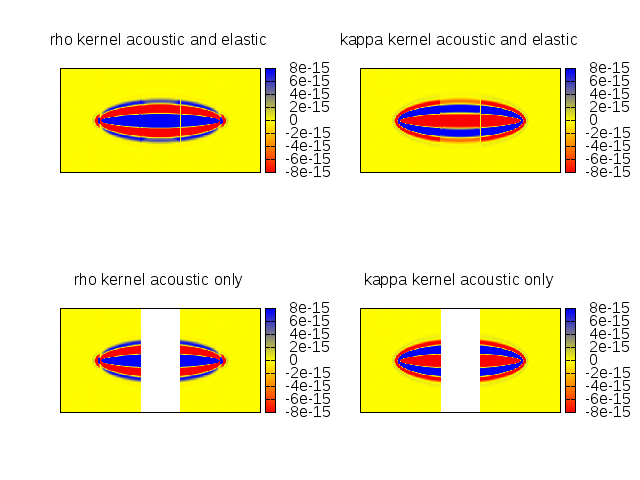 rho kernel acoustic and elastic
8e-15
6e-15
4e-15
2e-15
0
-2e-15
-4e-15
-6e-15
-8e-15
kappa kernel acoustic and elastic
8e-15
6e-15
4e-15
2e-15
0
-2e-15
-4e-15
-6e-15
-8e-15
rho kernel acoustic only
8e-15
6e-15
4e-15
2e-15
0
-2e-15
-4e-15
-6e-15
-8e-15
kappa kernel acoustic only
8e-15
6e-15
4e-15
2e-15
0
-2e-15
-4e-15
-6e-15
-8e-15